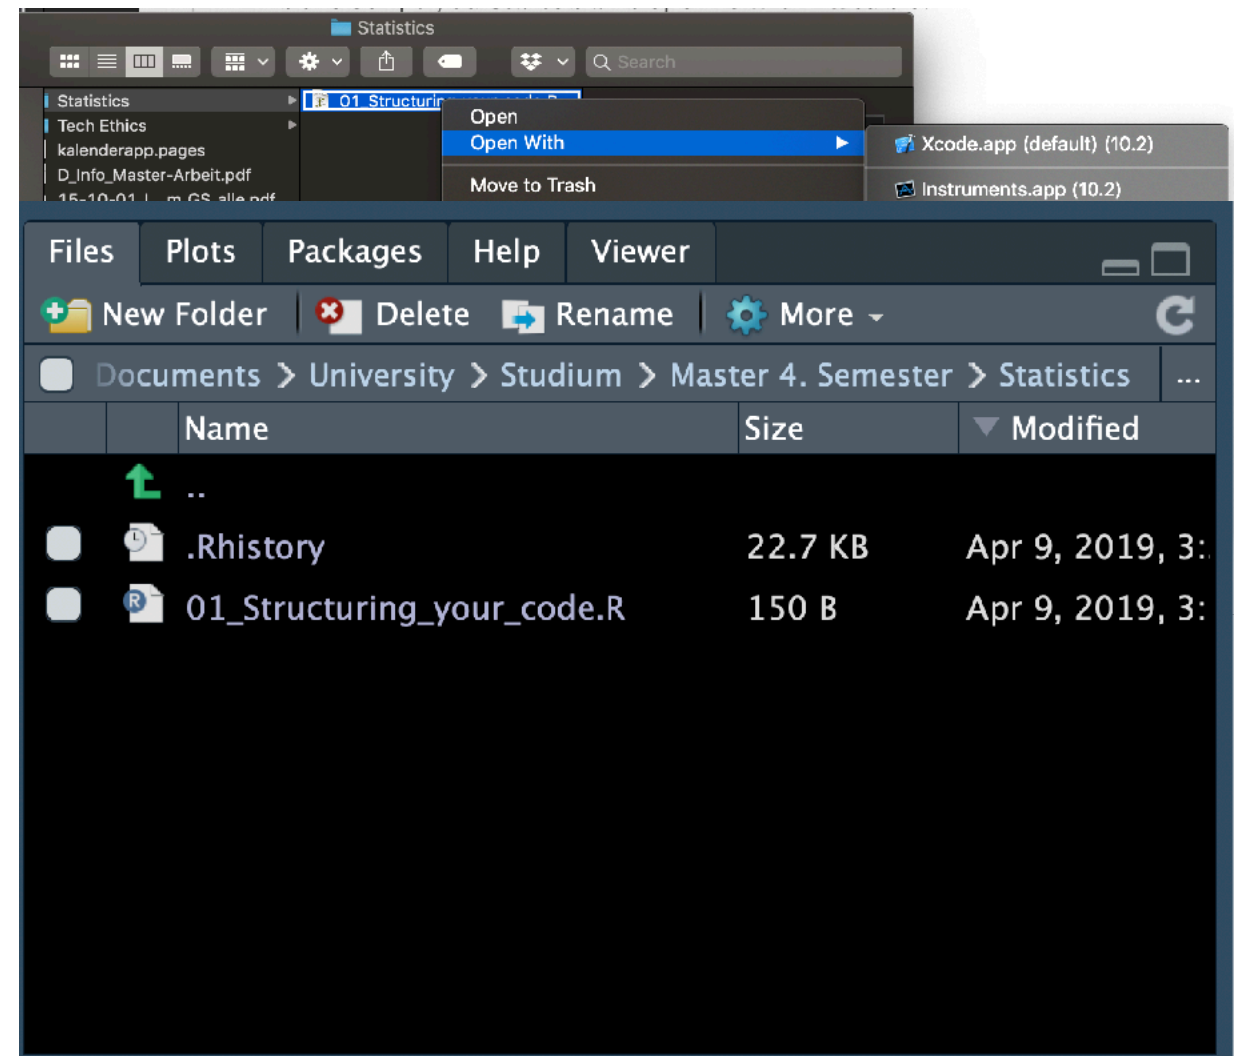 Statistics
Search
Statistics
01_Structuring
Open
Tech Ethics
Open With
Xcode.app (default) (10.2)
kalenderapp.pages
D_Info_Master-Arbeit.pdf
Move to Trash
Instruments.app (10.2)
Files Plots Packages Help Viewer
New Folder Delete Rename More
Documents University Studium Master 4. Semester Statistics ...
Name Size Modified
..
.Rhistory 22.7 KB Apr 9, 2019, 3:
01_Structuring_your_code.R 150 B Apr 9, 2019, 3: